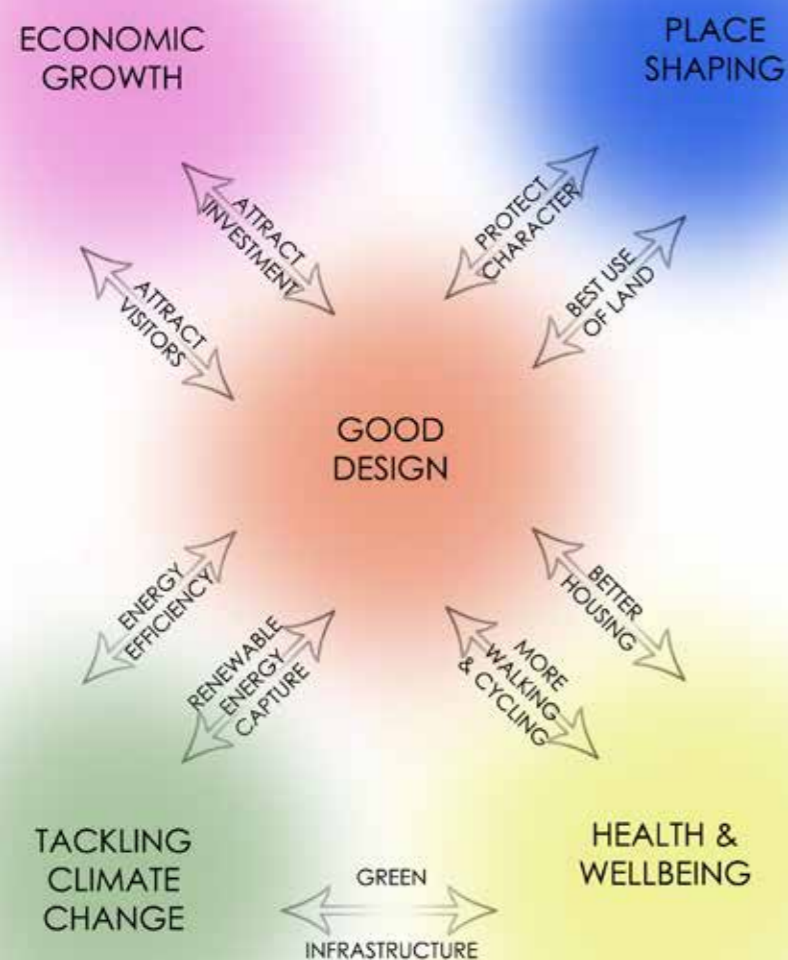 ECONOMIC
GROWTH
PLACE
SHAPING
ATTRACT
INVESTMENT
PROTECT
CHARACTER
ATTRACT
VISITORS
BEST USE
OF LAND
GOOD
DESIGN
ENERGY
EFFICIENCY
BETTER
HOUSING
RENEWABLE
ENERGY
CAPTURE
MORE
WALKING
& CYCLING
TACKLING
CLIMATE
CHANGE
HEALTH &
WELLBEING
GREEN
INFRASTRUCTURE